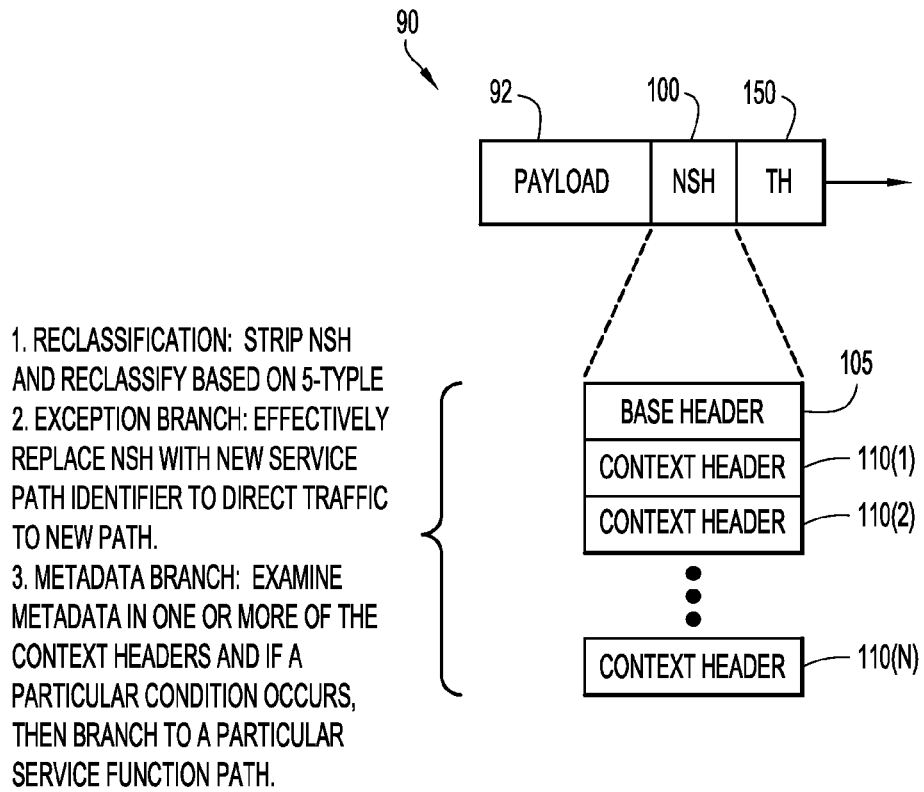 90
92
100
150
PAYLOAD
NSH
TH
1. RECLASSIFICATION: STRIP NSH
AND RECLASSIFY BASED ON 5-TYPLE
2. EXCEPTION BRANCH: EFFECTIVELY
REPLACE NSH WITH NEW SERVICE
PATH IDENTIFIER TO DIRECT TRAFFIC
TO NEW PATH.
3. METADATA BRANCH: EXAMINE
METADATA IN ONE OR MORE OF THE
CONTEXT HEADERS AND IF A
PARTICULAR CONDITION OCCURS,
THEN BRANCH TO A PARTICULAR
SERVICE FUNCTION PATH.
BASE HEADER
105
CONTEXT HEADER
110(1)
CONTEXT HEADER
110(2)
CONTEXT HEADER
110(N)